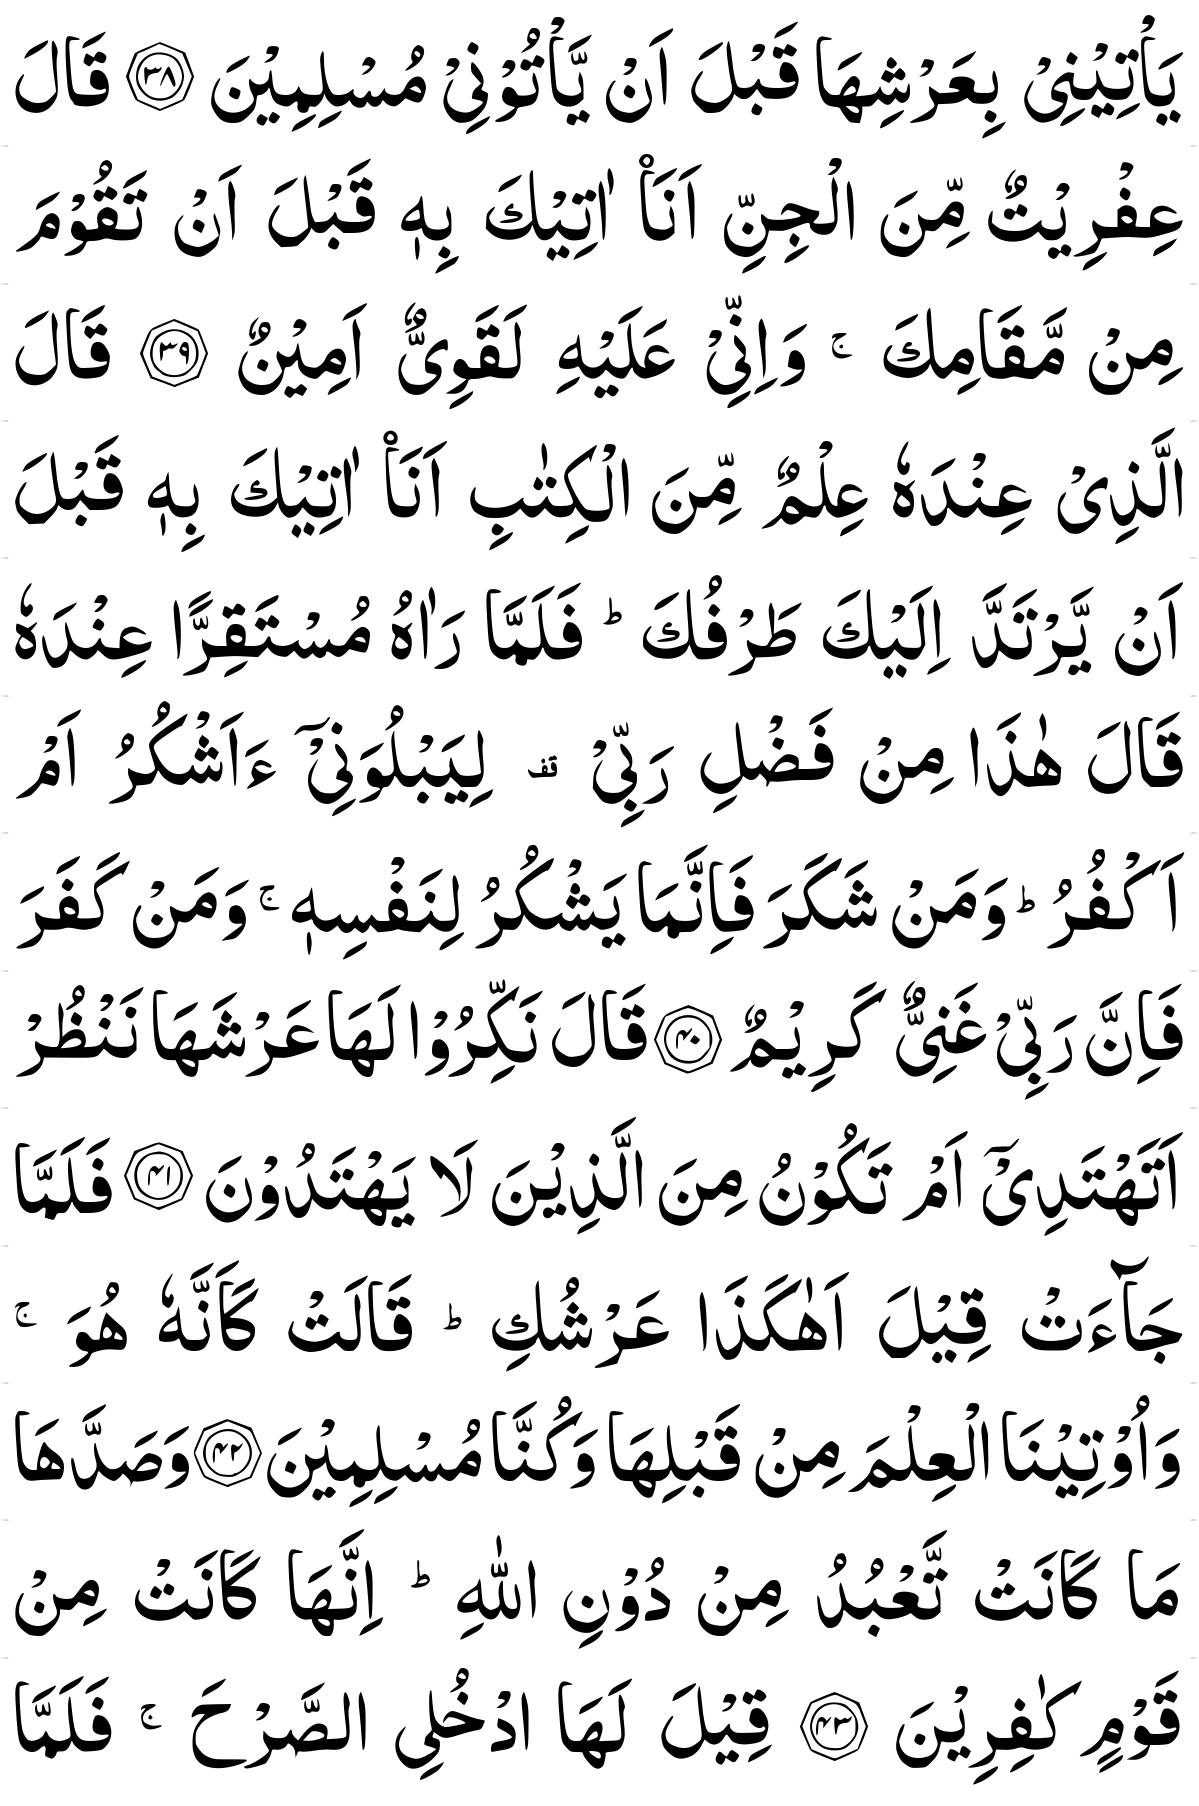 يَاْتِيْنِىْ بِعَرْشِهَا قَبْلَ اَنْ يَّاْتُوْنِىْ مُسْلِمِيْنَ ۝٣٨ قَالَ
عِفْرِيْتٌ مِّنَ الْجِنِّ اَنَا۟ اٰتِيْكَ بِهٖ قَبْلَ اَنْ تَقُوْمَ
مِنْ مَّقَامِكَ ۚ وَاِنِّىْ عَلَيْهِ لَقَوِىٌّ اَمِيْنٌ ۝٣٩ قَالَ
الَّذِىْ عِنْدَهٗ عِلْمٌ مِّنَ الْكِتٰبِ اَنَا۟ اٰتِيْكَ بِهٖ قَبْلَ
اَنْ يَّرْتَدَّ اِلَيْكَ طَرْفُكَ ؕ فَلَمَّا رَاٰهُ مُسْتَقِرًّا عِنْدَهٗ
قَالَ هٰذَا مِنْ فَضْلِ رَبِّىْ قف لِيَبْلُوَنِىْٓ ءَاَشْكُرُ اَمْ
اَكْفُرُ ؕ وَمَنْ شَكَرَ فَاِنَّمَا يَشْكُرُ لِنَفْسِهٖ ۚ وَمَنْ كَفَرَ
فَاِنَّ رَبِّىْ غَنِىٌّ كَرِيْمٌ ۝٤٠ قَالَ نَكِّرُوْا لَهَا عَرْشَهَا نَنْظُرْ
اَتَهْتَدِىْٓ اَمْ تَكُوْنُ مِنَ الَّذِيْنَ لَا يَهْتَدُوْنَ ۝٤١ فَلَمَّا
جَآءَتْ قِيْلَ اَهٰكَذَا عَرْشُكِ ؕ قَالَتْ كَاَنَّهٗ هُوَ ۚ
وَاُوْتِيْنَا الْعِلْمَ مِنْ قَبْلِهَا وَكُنَّا مُسْلِمِيْنَ ۝٤٢ وَصَدَّهَا
مَا كَانَتْ تَّعْبُدُ مِنْ دُوْنِ اللّٰهِ ؕ اِنَّهَا كَانَتْ مِنْ
قَوْمٍ كٰفِرِيْنَ ۝٤٣ قِيْلَ لَهَا ادْخُلِى الصَّرْحَ ۚ فَلَمَّا